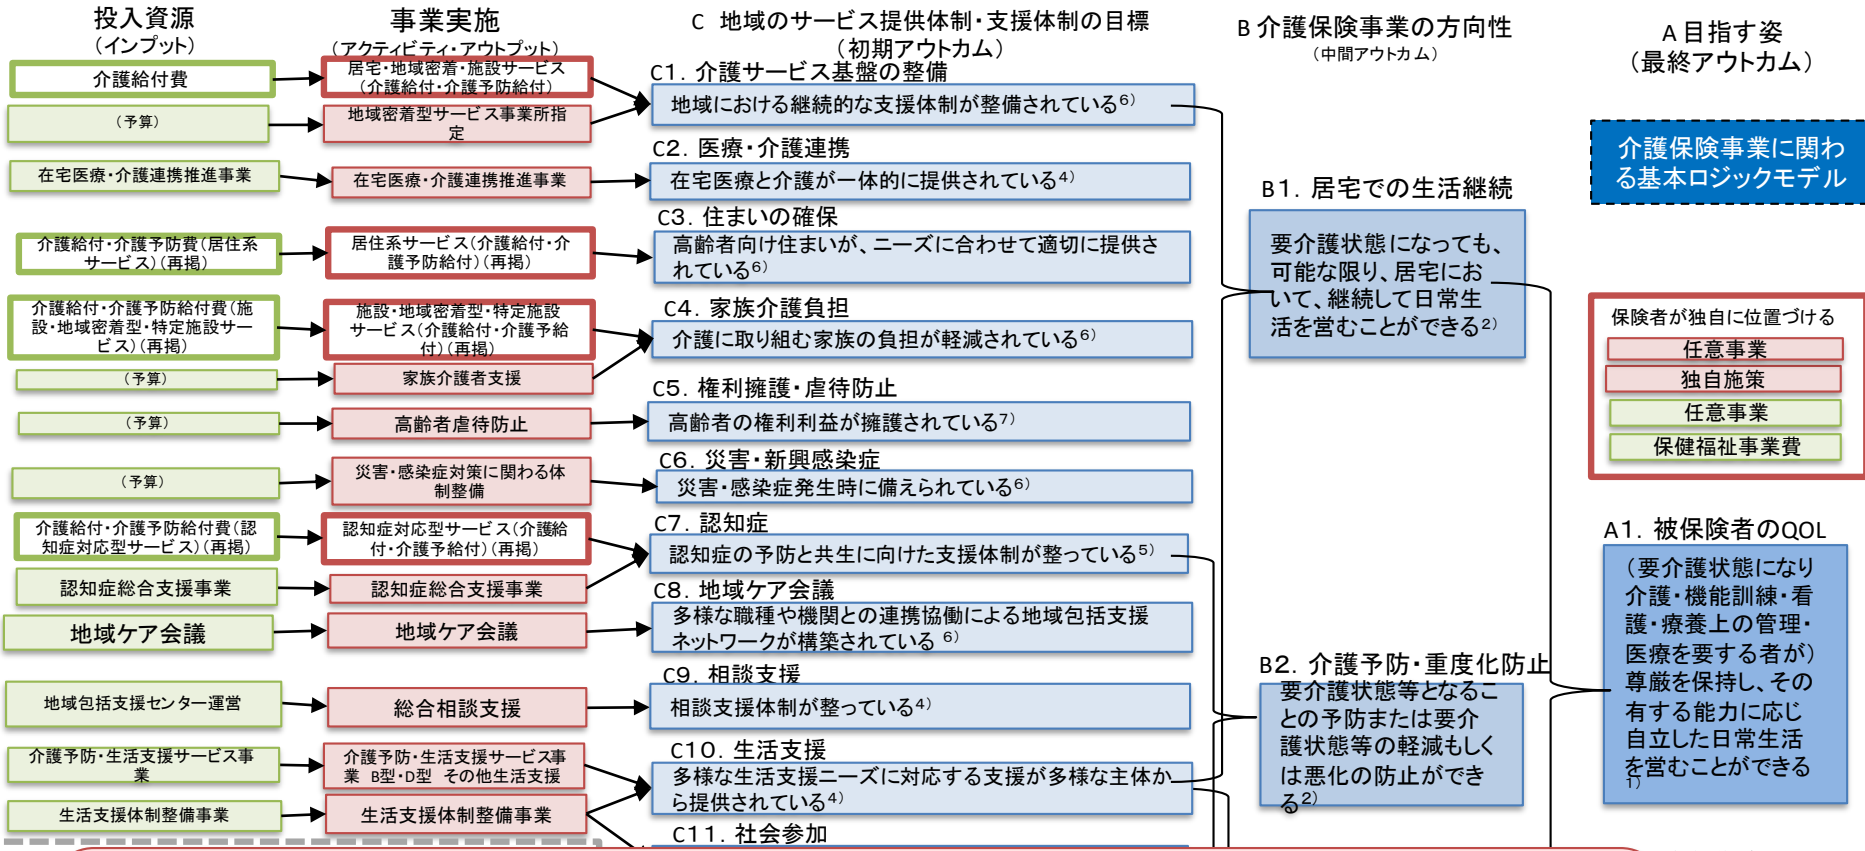 投入資源
(インプット)
事業実施
(アクティビティ・アウトプット)
C 地域のサービス提供体制・支援体制の目標
(初期アウトカム)
B 介護保険事業の方向性
(中間アウトカム)
A 目指す姿
(最終アウトカム)
介護保険事業に関わ
る基本ロジックモデル
介護給付費
居宅・地域密着・施設サービス
(介護給付・介護予防給付)
C1. 介護サービス基盤の整備
地域における継続的な支援体制が整備されている6)
(予算)
地域密着型サービス事業所指
定
C2. 医療・介護連携
在宅医療・介護連携推進事業
在宅医療・介護連携推進事業
在宅医療と介護が一体的に提供されている4)
C3. 住まいの確保
介護給付・介護予防費(居住系
サービス)(再掲)
居住系サービス(介護給付・介
護予防給付)(再掲)
高齢者向け住まいが、ニーズに合わせて適切に提供さ
れている6)
C4. 家族介護負担
介護給付・介護予防給付費(施
設・地域密着型・特定施設サー
ビス)(再掲)
施設・地域密着型・特定施設
サービス(介護給付・介護予給
付)(再掲)
介護に取り組む家族の負担が軽減されている6)
(予算)
家族介護者支援
C5. 権利擁護・虐待防止
(予算)
高齢者虐待防止
高齢者の権利利益が擁護されている7)
C6. 災害・新興感染症
(予算)
災害・感染症対策に関わる体
制整備
災害・感染症発生時に備えられている6)
C7. 認知症
介護給付・介護予防給付費(認
知症対応型サービス)(再掲)
認知症対応型サービス(介護給
付・介護予給付)(再掲)
認知症の予防と共生に向けた支援体制が整っている5)
認知症総合支援事業
認知症総合支援事業
C8. 地域ケア会議
地域ケア会議
地域ケア会議
多様な職種や機関との連携協働による地域包括支援
ネットワークが構築されている 6)
C9. 相談支援
地域包括支援センター運営
総合相談支援
相談支援体制が整っている4)
C10. 生活支援
介護予防・生活支援サービス事
業
介護予防・生活支援サービス事
業 B型・D型 その他生活支援
多様な生活支援ニーズに対応する支援が多様な主体か
ら提供されている4)
生活支援体制整備事業
生活支援体制整備事業
C11. 社会参加
B1. 居宅での生活継続
要介護状態になっても、
可能な限り、居宅にお
いて、継続して日常生
活を営むことができる2)
B2. 介護予防・重度化防止
要介護状態等となるこ
との予防または要介
護状態等の軽減もしく
は悪化の防止ができ
る2)
保険者が独自に位置づける
任意事業
独自施策
任意事業
保健福祉事業費
A1. 被保険者のQOL
(要介護状態になり
介護・機能訓練・看
護・療養上の管理・
医療を要する者が)
尊厳を保持し、その
有する能力に応じ
自立した日常生活
を営むことができる
1)